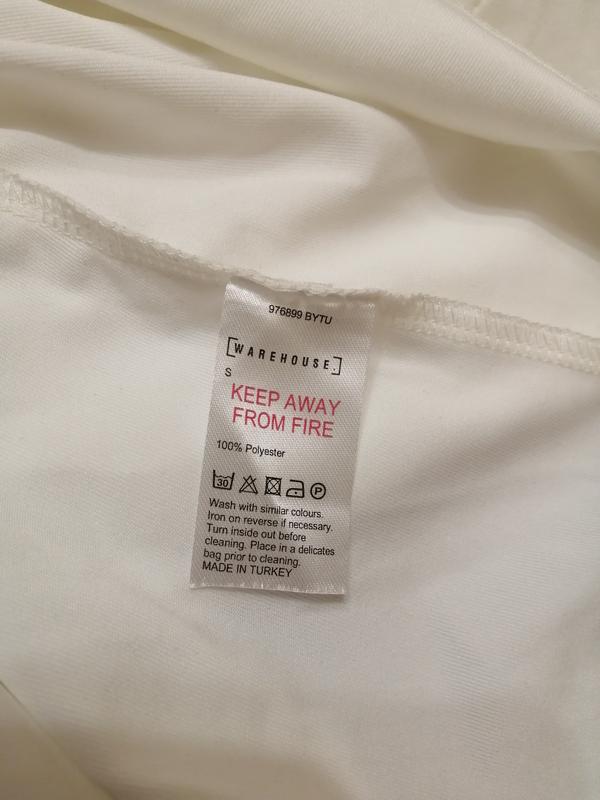 976899 BYTU
[WAREHOUSE.]
S
KEEP AWAY
FROM FIRE
100% Polyester
30 P
Wash with similar colours.
Iron on reverse if necessary.
Turn inside out before
cleaning. Place in a delicates
bag prior to cleaning.
MADE IN TURKEY